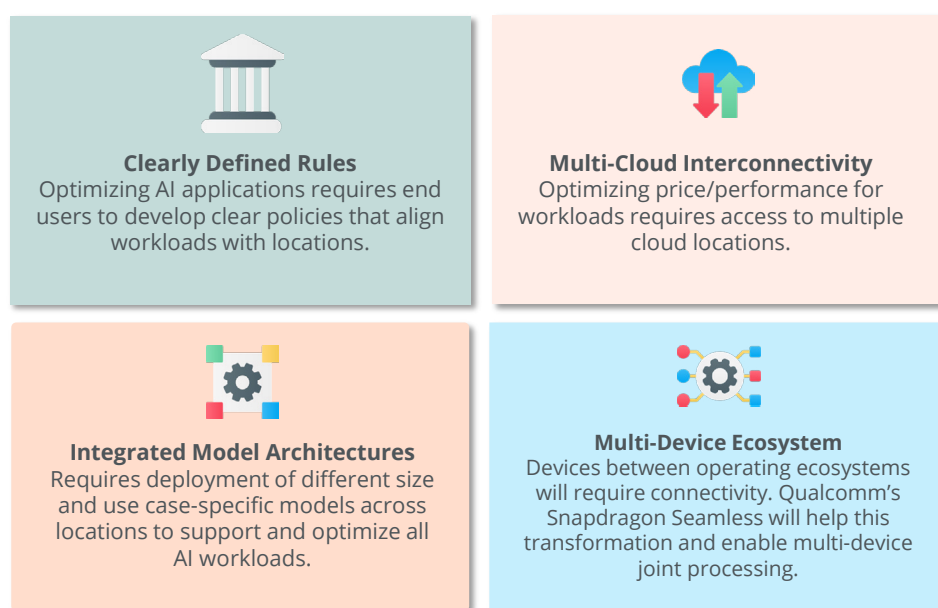 Clearly Defined Rules
Optimizing AI applications requires end
users to develop clear policies that align
workloads with locations.
Multi-Cloud Interconnectivity
Optimizing price/performance for
workloads requires access to multiple
cloud locations.
Integrated Model Architectures
Requires deployment of different size
and use case-specific models across
locations to support and optimize all
AI workloads.
Multi-Device Ecosystem
Devices between operating ecosystems
will require connectivity. Qualcomm’s
Snapdragon Seamless will help this
transformation and enable multi-device
joint processing.